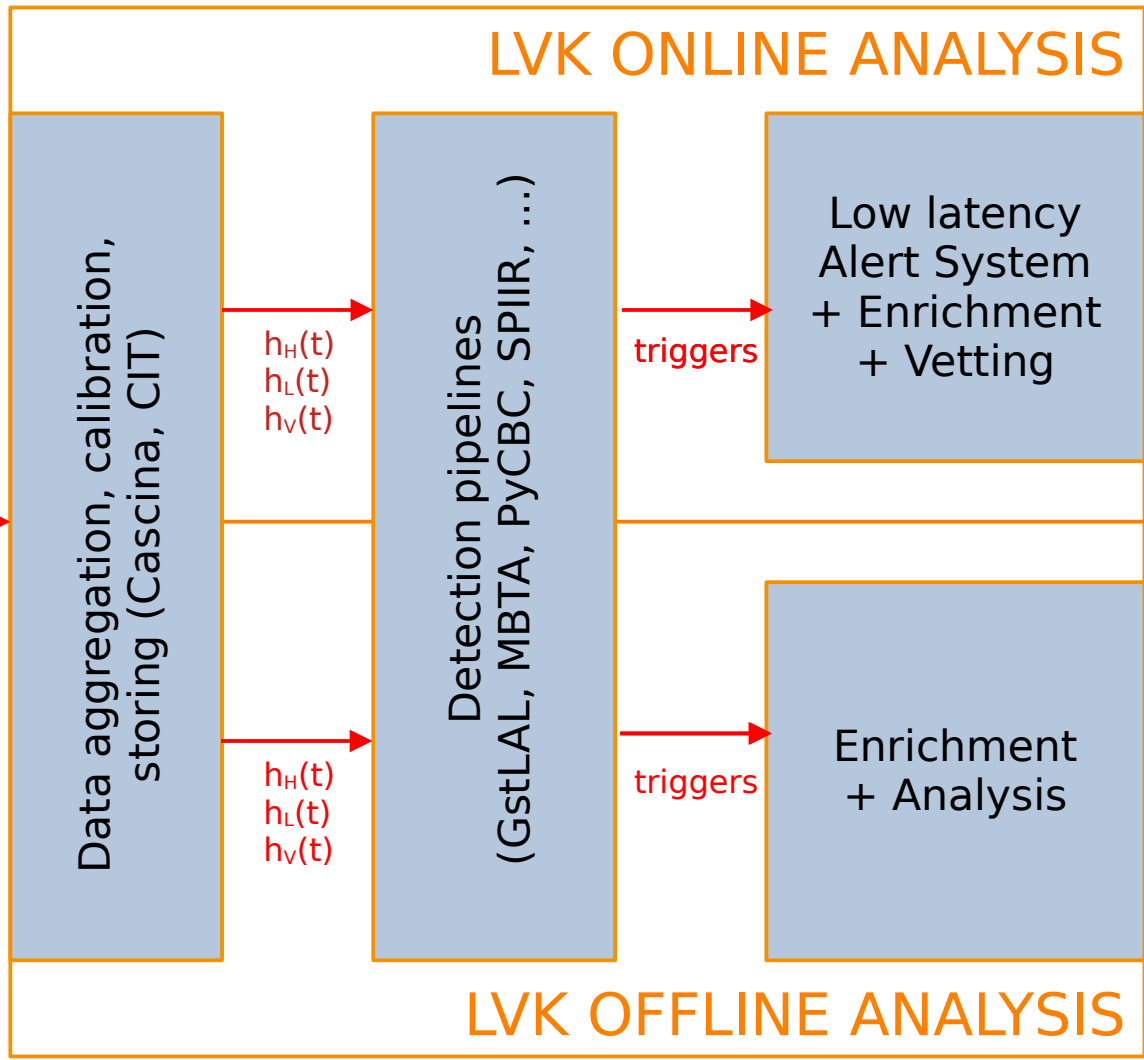 LVK ONLINE ANALYSIS
Data aggregation, calibration,
storing (Cascina, CIT)
hH(t)
hL(t)
hV(t)
Detection pipelines
(GstLAL, MBTA, PyCBC, SPIIR, ...)
triggers
Low latency
Alert System
+ Enrichment
+ Vetting
hH(t)
hL(t)
hV(t)
triggers
Enrichment
+ Analysis
LVK OFFLINE ANALYSIS